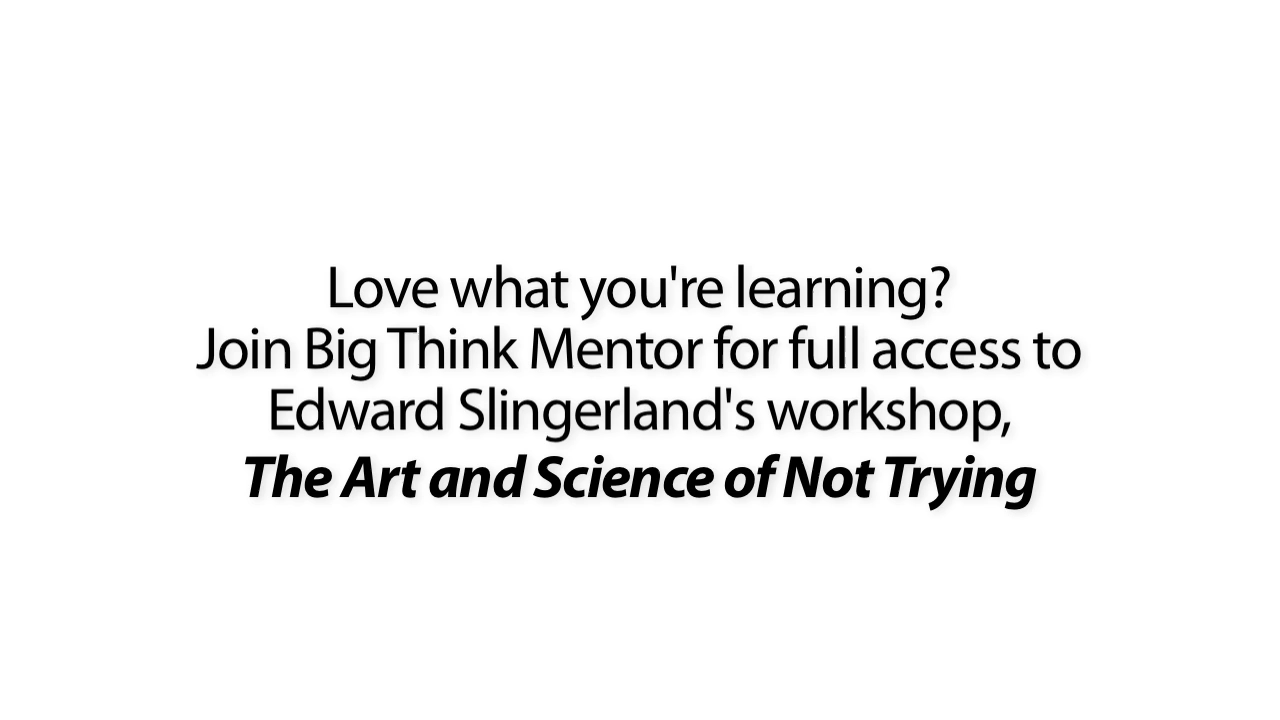 Love what you're learning?
Join Big Think Mentor for full access to
Edward Slingerland's workshop,
The Art and Science of Not Trying